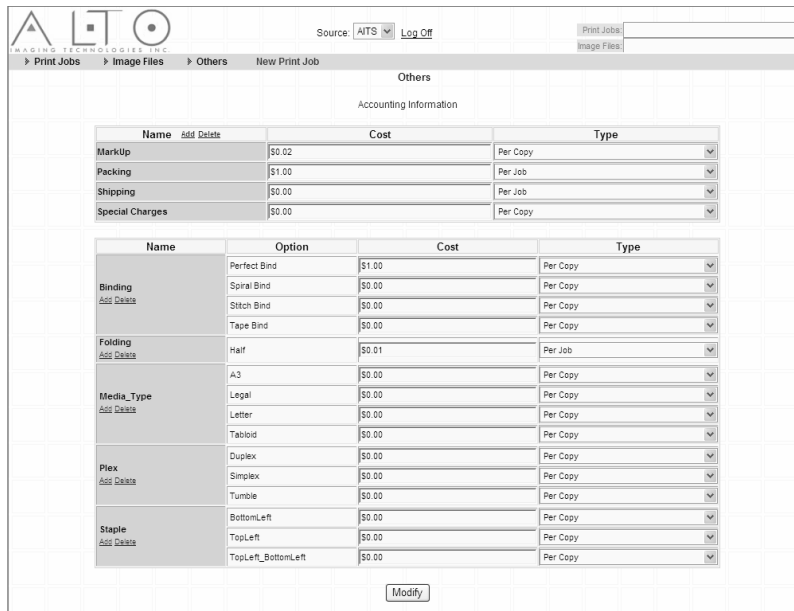 ALTO
IMAGING TECHNOLOGIES INC.
Source: AITS Log Off
Print Jobs:
Image Files:
Print Jobs Image Files Others New Print Job
Others
Accounting Information
Name Add Delete Cost Type
MarkUp $0.02 Per Copy
Packing $1.00 Per Job
Shipping $0.00 Per Job
Special Charges $0.00 Per Copy
Name Option Cost Type
Binding
Add Delete
Perfect Bind $1.00 Per Copy
Spiral Bind $0.00 Per Copy
Stitch Bind $0.00 Per Copy
Tape Bind $0.00 Per Copy
Folding
Add Delete
Half $0.01 Per Job
Media_Type
Add Delete
A3 $0.00 Per Copy
Legal $0.00 Per Copy
Letter $0.00 Per Copy
Tabloid $0.00 Per Copy
Plex
Add Delete
Duplex $0.00 Per Copy
Simplex $0.00 Per Copy
Tumble $0.00 Per Copy
Staple
Add Delete
BottomLeft $0.00 Per Copy
TopLeft $0.00 Per Copy
TopLeft_BottomLeft $0.00 Per Copy
Modify